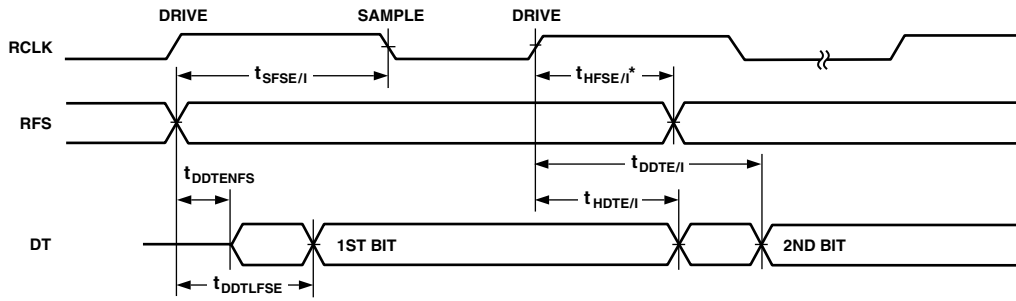 DRIVE SAMPLE DRIVE
RCLK
tSFSE/I tHFSE/I*
RFS
tDDTE/I
tDDTENFS
tHDTE/I
DT 1ST BIT 2ND BIT
tDDTLFSE